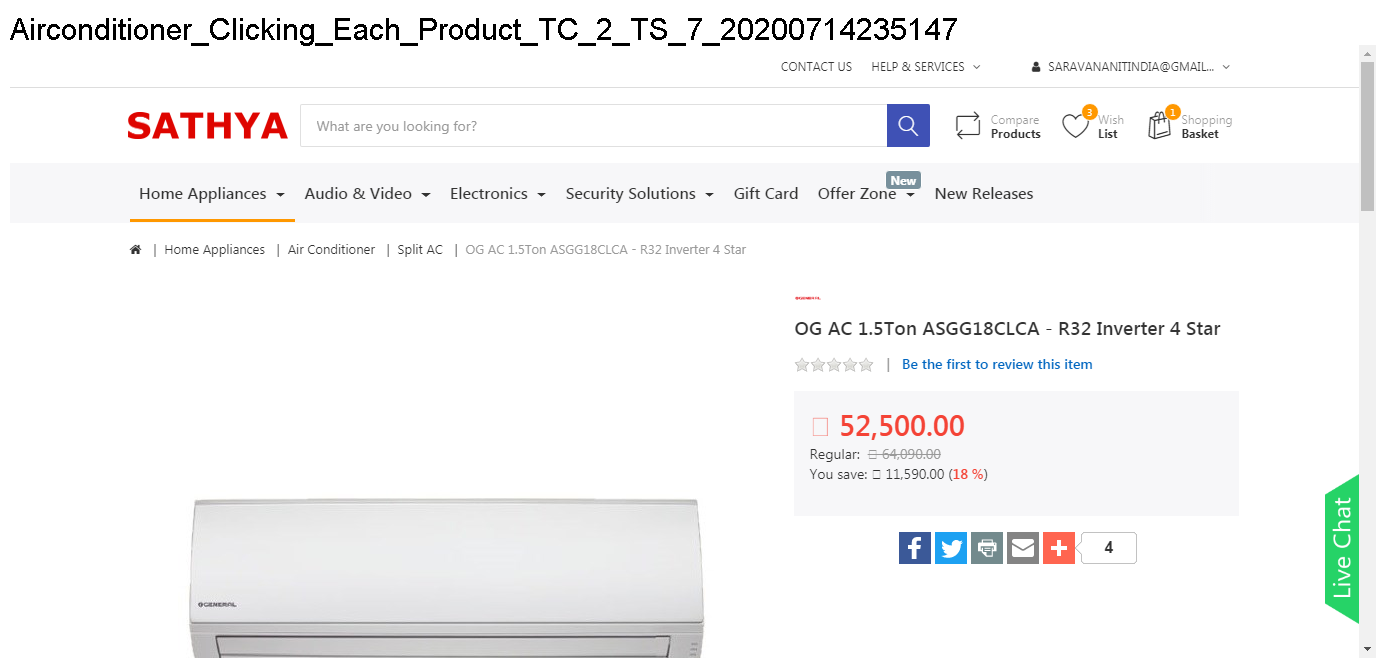 Airconditioner_Clicking_Each_Product_TC_2_TS_7_20200714235147
CONTACT US HELP & SERVICES SARAVANANITINDIA@GMAIL...
SATHYA
What are you looking for?
Compare Products
3 Wish List
1 Shopping Basket
Home Appliances Audio & Video Electronics Security Solutions Gift Card Offer Zone New New Releases
| Home Appliances | Air Conditioner | Split AC | OG AC 1.5Ton ASGG18CLCA - R32 Inverter 4 Star
OG AC 1.5Ton ASGG18CLCA - R32 Inverter 4 Star
| Be the first to review this item
52,500.00
Regular: 64,090.00
You save: 11,590.00 (18 %)
4
Live Chat
GENERAL